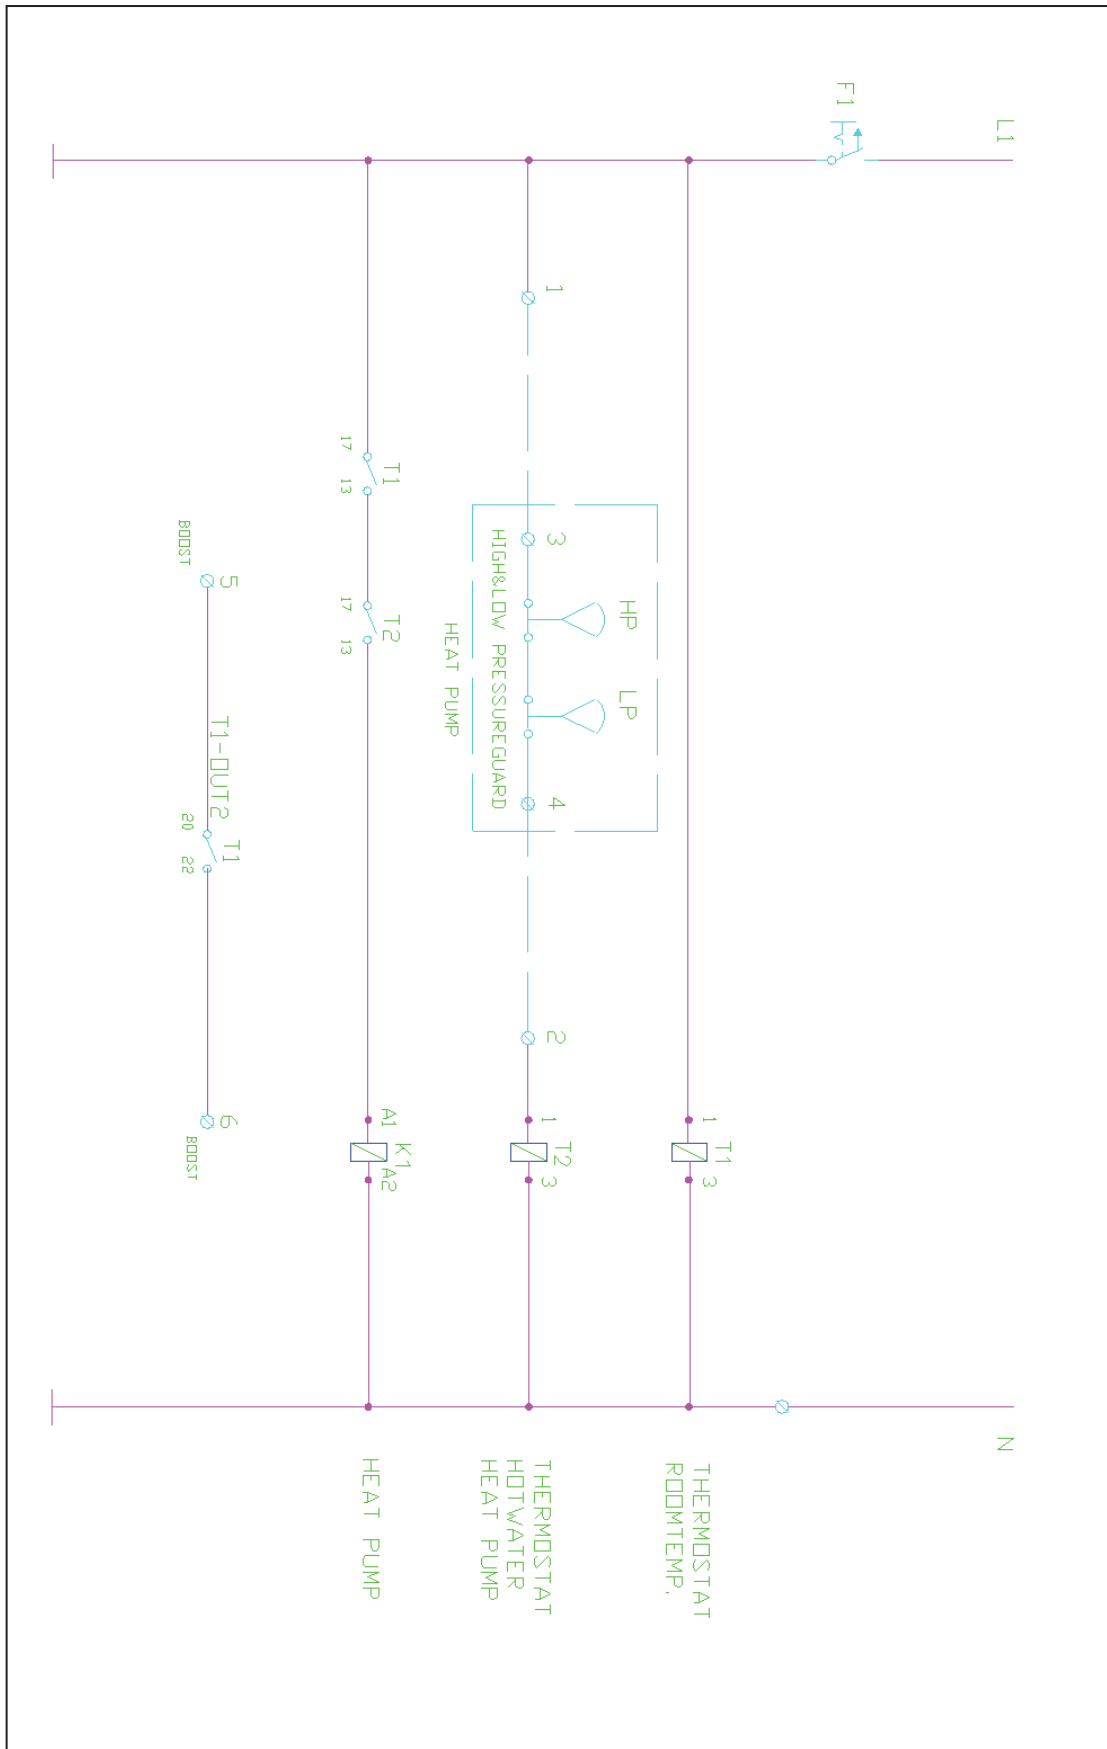 L1
N
F1
1
T1
3
THERMOSTAT
ROOMTEMP.
HP
LP
1
3
4
2
1
T2
3
THERMOSTAT
HOTWATER
HEAT PUMP
HIGH&LOW PRESSUREGUARD
HEAT PUMP
T1
17
13
T2
17
13
A1
K1
A2
HEAT PUMP
5
BOOST
T1-OUT2
T1
20
22
6
BOOST